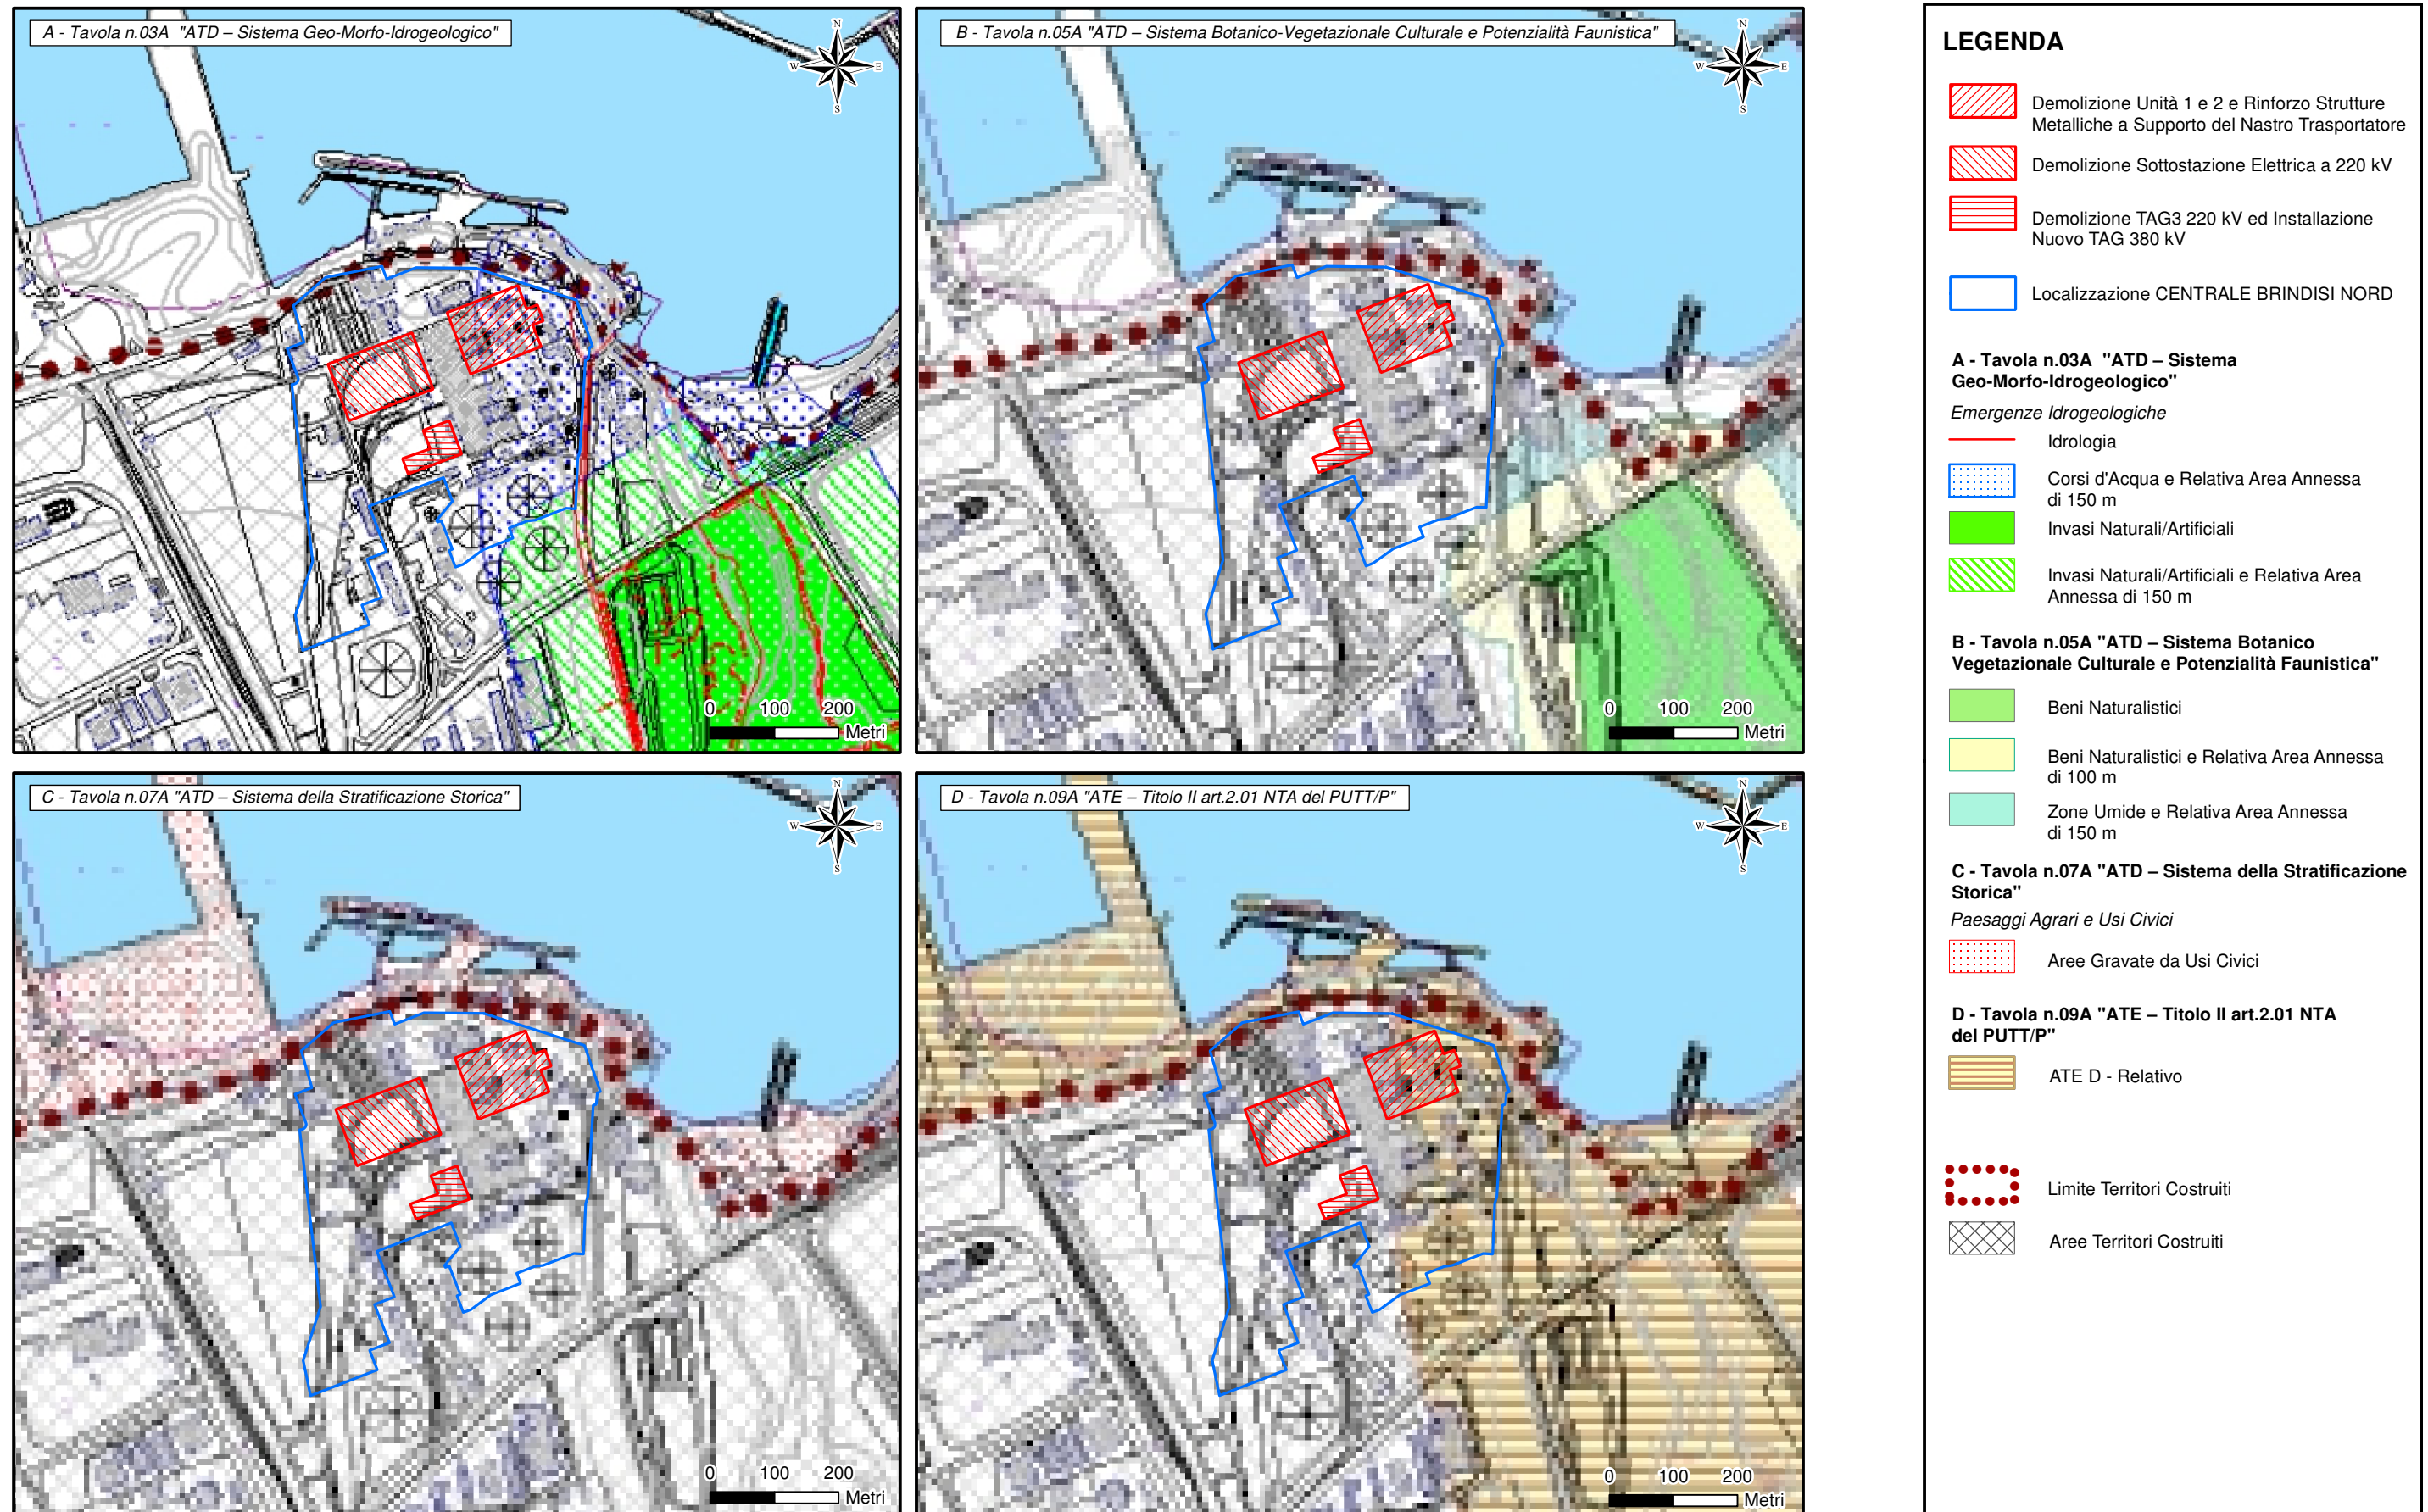 A - Tavola n.03A "ATD – Sistema Geo-Morfo-Idrogeologico"
N
W
E
S
0 100 200
Metri
B - Tavola n.05A "ATD – Sistema Botanico-Vegetazionale Culturale e Potenzialità Faunistica"
N
W
E
S
0 100 200
Metri
C - Tavola n.07A "ATD – Sistema della Stratificazione Storica"
N
W
E
S
0 100 200
Metri
D - Tavola n.09A "ATE – Titolo II art.2.01 NTA del PUTT/P"
N
W
E
S
0 100 200
Metri
LEGENDA
Demolizione Unità 1 e 2 e Rinforzo Strutture
Metalliche a Supporto del Nastro Trasportatore
Demolizione Sottostazione Elettrica a 220 kV
Demolizione TAG3 220 kV ed Installazione
Nuovo TAG 380 kV
Localizzazione CENTRALE BRINDISI NORD
A - Tavola n.03A "ATD – Sistema
Geo-Morfo-Idrogeologico"
Emergenze Idrogeologiche
Idrologia
Corsi d'Acqua e Relativa Area Annessa
di 150 m
Invasi Naturali/Artificiali
Invasi Naturali/Artificiali e Relativa Area
Annessa di 150 m
B - Tavola n.05A "ATD – Sistema Botanico
Vegetazionale Culturale e Potenzialità Faunistica"
Beni Naturalistici
Beni Naturalistici e Relativa Area Annessa
di 100 m
Zone Umide e Relativa Area Annessa
di 150 m
C - Tavola n.07A "ATD – Sistema della Stratificazione
Storica"
Paesaggi Agrari e Usi Civici
Aree Gravate da Usi Civici
D - Tavola n.09A "ATE – Titolo II art.2.01 NTA
del PUTT/P"
ATE D - Relativo
Limite Territori Costruiti
Aree Territori Costruiti